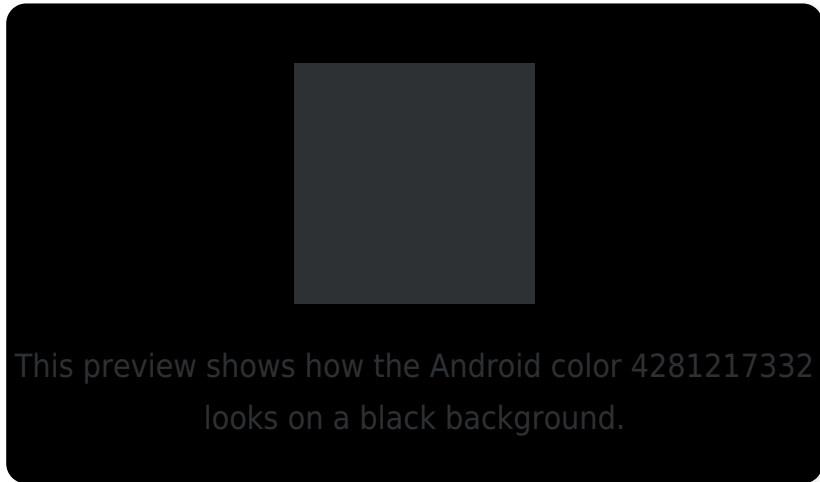 This preview shows how the Android color 4281217332
looks on a black background.